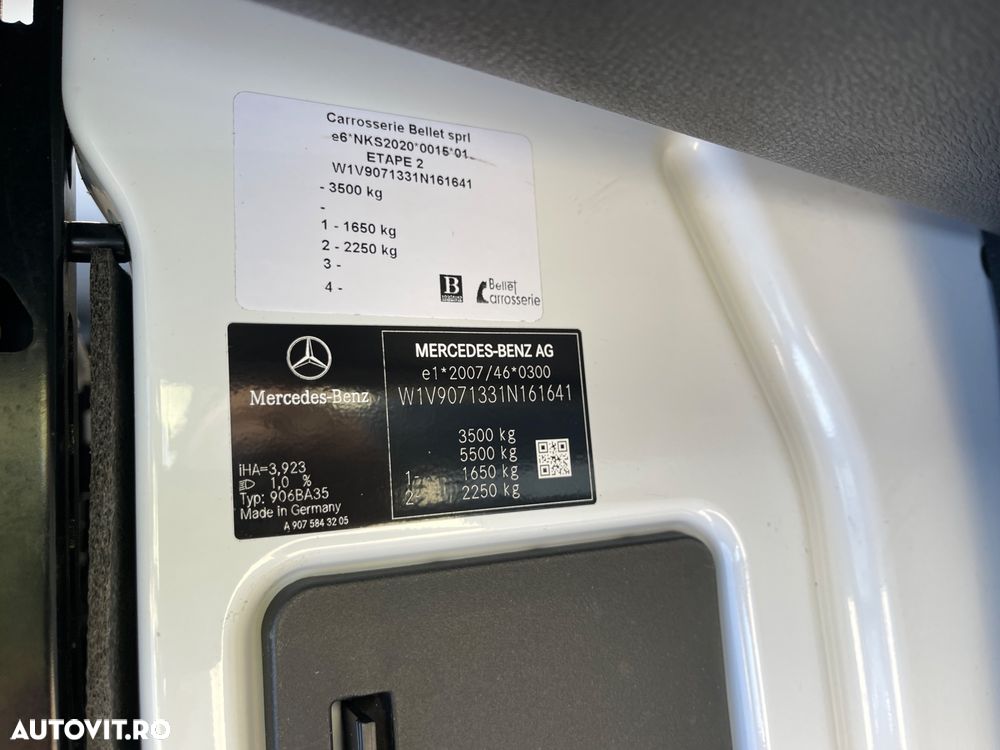 Carrosserie Bellet sprl
e6*NKS2020*0015*01
ETAPE 2
W1V9071331N161641
- 3500 kg
-
1 - 1650 kg
2 - 2250 kg
3 -
4 -
B
Bellet
Carrosserie
Mercedes-Benz
iHA=3,923
1,0 %
Typ: 906BA35
Made in Germany
A 907 584 32 05
MERCEDES-BENZ AG
e1*2007/46*0300
W1V9071331N161641
3500 kg
5500 kg
1- 1650 kg
2- 2250 kg
AUTOVIT.RO